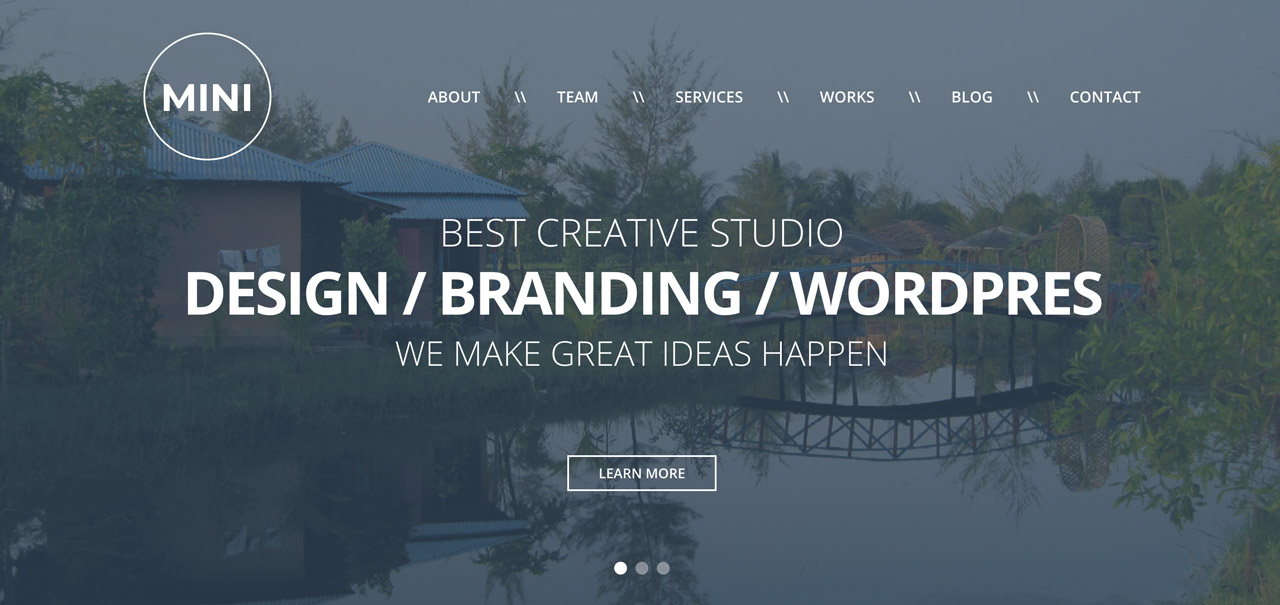 MINI
ABOUT \\ TEAM \\ SERVICES \\ WORKS \\ BLOG \\ CONTACT
BEST CREATIVE STUDIO
DESIGN / BRANDING / WORDPRES
WE MAKE GREAT IDEAS HAPPEN
LEARN MORE